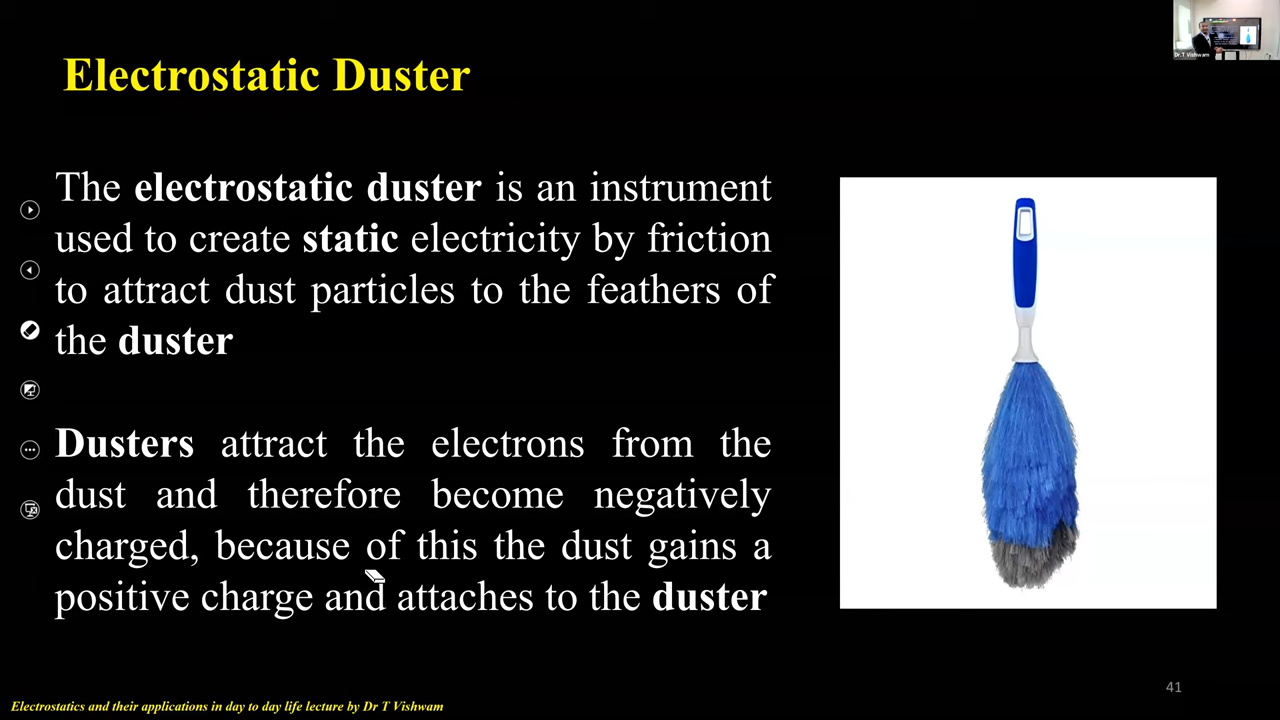 Electrostatic Duster
The electrostatic duster is an instrument
used to create static electricity by friction
to attract dust particles to the feathers of
the duster
Dusters attract the electrons from the
dust and therefore become negatively
charged, because of this the dust gains a
positive charge and attaches to the duster
Dr.T Vishwam
41
Electrostatics and their applications in day to day life lecture by Dr T Vishwam